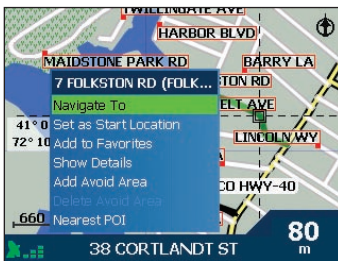 TWILLINGATE AVE
HARBOR BLVD
MAIDSTONE PARK RD
BARRY LA
7 FOLKSTON RD (FOLK...
TON RD
Navigate To
ELT AVE
41° 0
Set as Start Location
72° 10
LINCOLN WY
Add to Favorites
Show Details
Add Avoid Area
CO HWY-40
Delete Avoid Area
660
Nearest POI
80
m
38 CORTLANDT ST